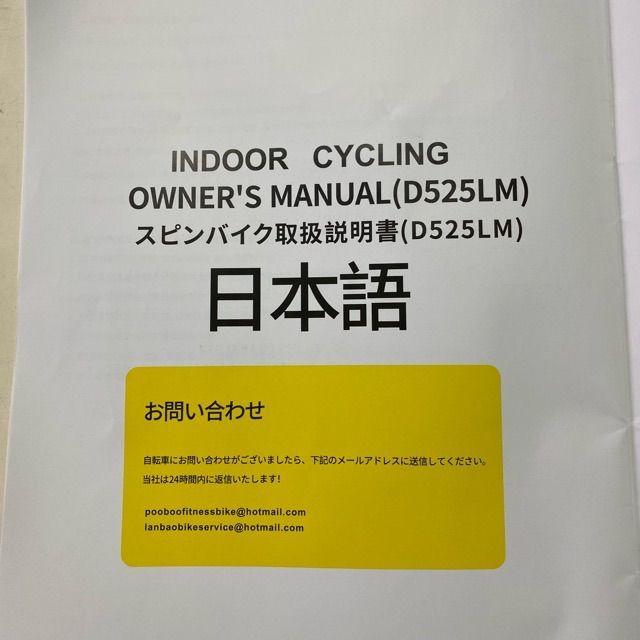 INDOOR CYCLING
OWNER'S MANUAL(D525LM)
スピンバイク取扱説明書(D525LM)
日本語
お問い合わせ
自転車にお問い合わせがございましたら、下記のメールアドレスに送信してください。
当社は24時間内に返信いたします!
pooboofitnessbike@hotmail.com
lanbaobikeservice@hotmail.com